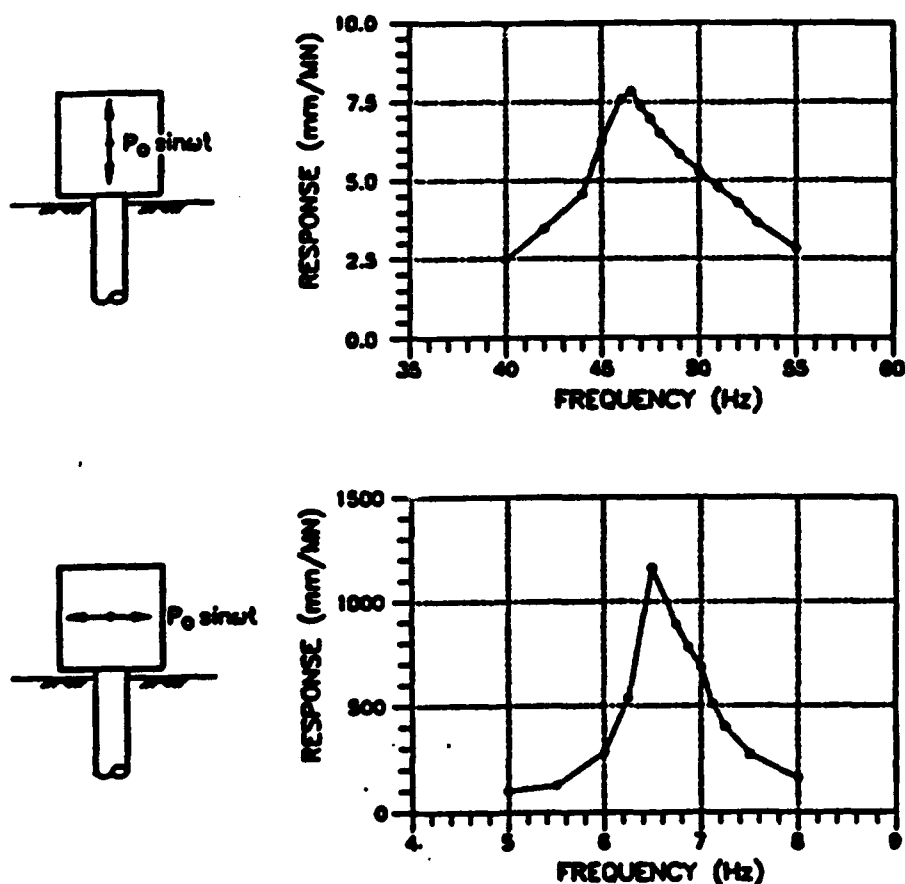 P₀ sinωt
RESPONSE (mm/MN)
10.0
7.5
5.0
2.5
0.0
35 40 45 50 55 60
FREQUENCY (Hz)
P₀ sinωt
RESPONSE (mm/MN)
1500
1000
500
0
4. 5 6 7 8 9
FREQUENCY (Hz)